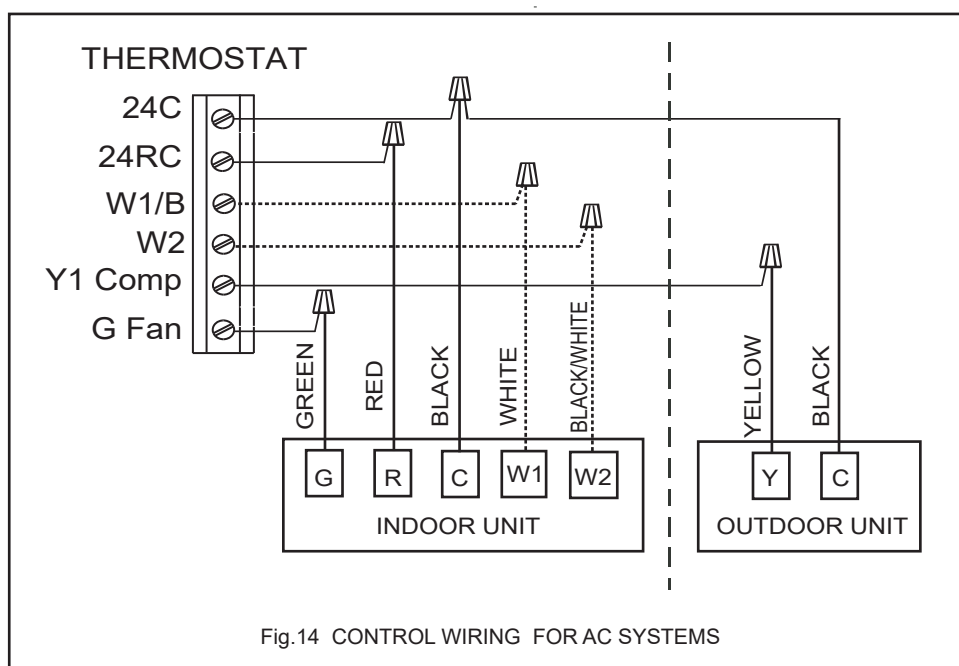 THERMOSTAT
24C
24RC
W1/B
W2
Y1 Comp
G Fan
GREEN
RED
BLACK
WHITE
BLACK/WHITE
YELLOW
BLACK
G R C W1 W2
Y C
INDOOR UNIT
OUTDOOR UNIT
Fig.14 CONTROL WIRING FOR AC SYSTEMS